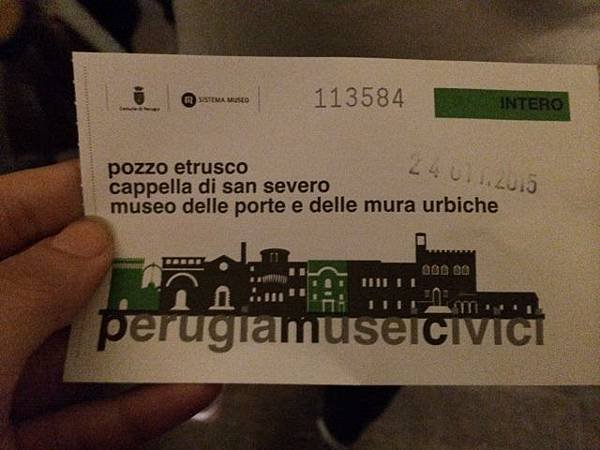 Comune di Perugia
SISTEMA MUSEO
113584
INTERO
24 OTT.2015
pozzo etrusco
cappella di san severo
museo delle porte e delle mura urbiche
perugiamuseicivici